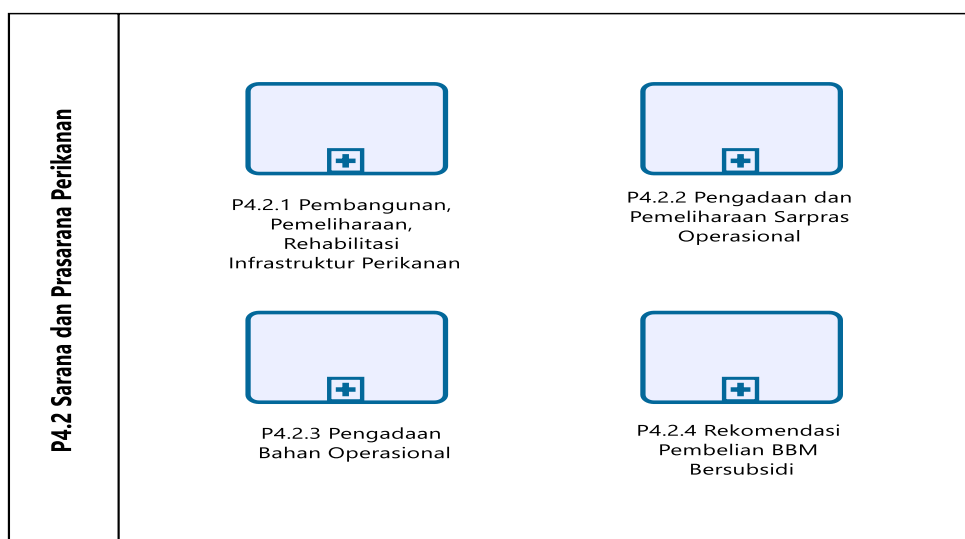 P4.2 Sarana dan Prasarana Perikanan
P4.2.1 Pembangunan,
Pemeliharaan,
Rehabilitasi
Infrastruktur Perikanan
P4.2.2 Pengadaan dan
Pemeliharaan Sarpras
Operasional
P4.2.3 Pengadaan
Bahan Operasional
P4.2.4 Rekomendasi
Pembelian BBM
Bersubsidi